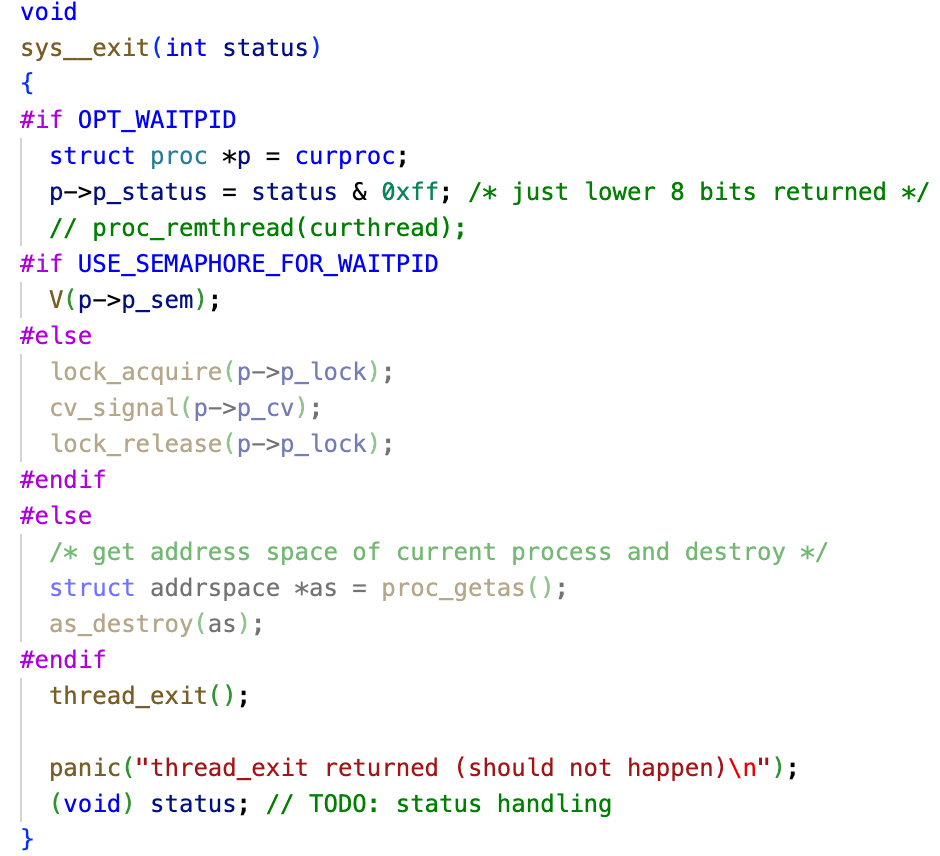 void
sys__exit(int status)
{
#if OPT_WAITPID
  struct proc *p = curproc;
  p->p_status = status & 0xff; /* just lower 8 bits returned */
  // proc_remthread(curthread);
#if USE_SEMAPHORE_FOR_WAITPID
  V(p->p_sem);
#else
  lock_acquire(p->p_lock);
  cv_signal(p->p_cv);
  lock_release(p->p_lock);
#endif
#else
  /* get address space of current process and destroy */
  struct addrspace *as = proc_getas();
  as_destroy(as);
#endif
  thread_exit();

  panic("thread_exit returned (should not happen)\n");
  (void) status; // TODO: status handling
}